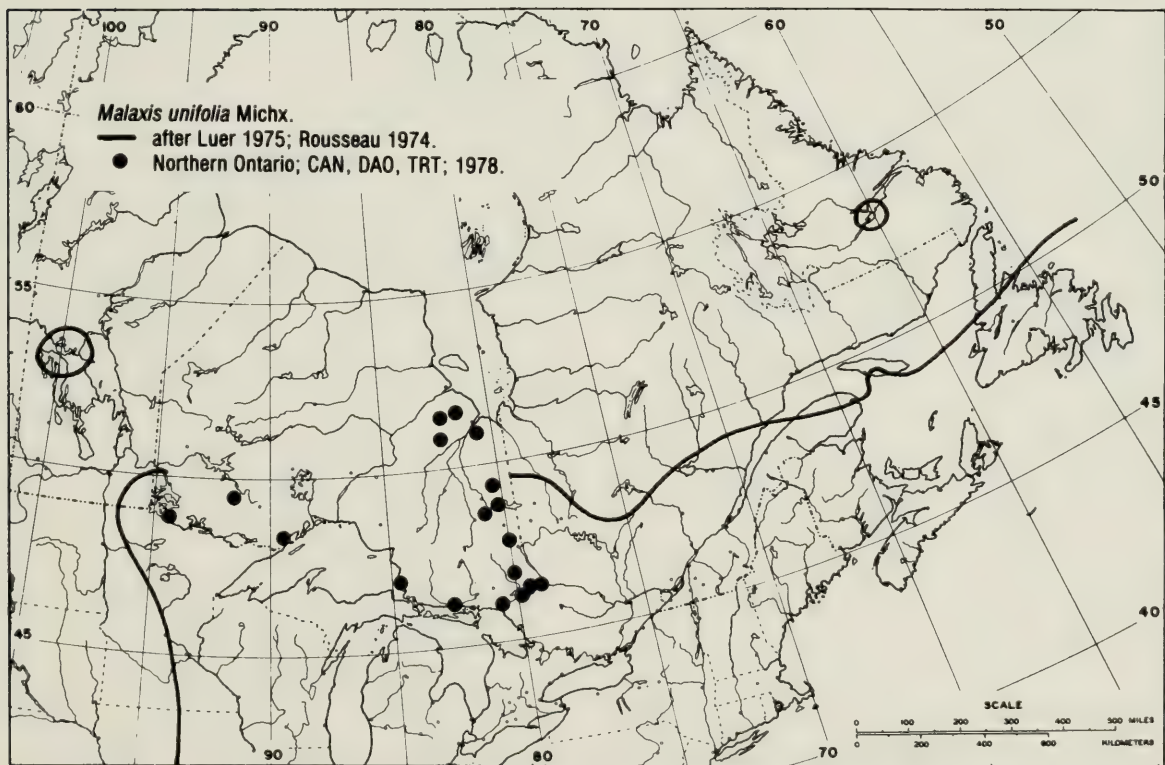 100 90 80 70 60 50
60
Malaxis unifolia Michx.
after Luer 1975; Rousseau 1974.
Northern Ontario; CAN, DAO, TRT; 1978.
50
55
45
45
40
SCALE
0 100 200 300 400 500 MILES
0 200 400 600 KILOMETERS
90 80 70